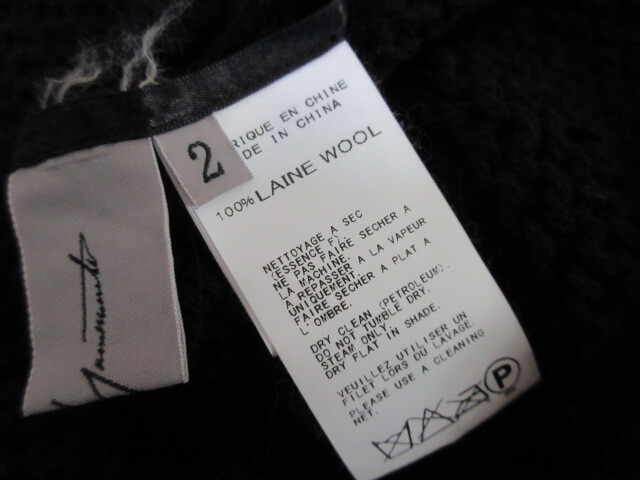 2
RIQUE EN CHINE
DE IN CHINA
100% LAINE WOOL
NETTOYAGE A SEC
(ESSENCE F).
NE PAS FAIRE SECHER A
LA MACHINE.
A REPASSER A LA VAPEUR
UNIQUEMENT.
FAIRE SECHER A PLAT A
L'OMBRE.
DRY CLEAN (PETROLEUM).
DO NOT TUMBLE DRY.
STEAM ONLY.
DRY FLAT IN SHADE.
VEUILLEZ UTILISER UN
FILET LORS DU LAVAGE.
PLEASE USE A CLEANING
NET.
P